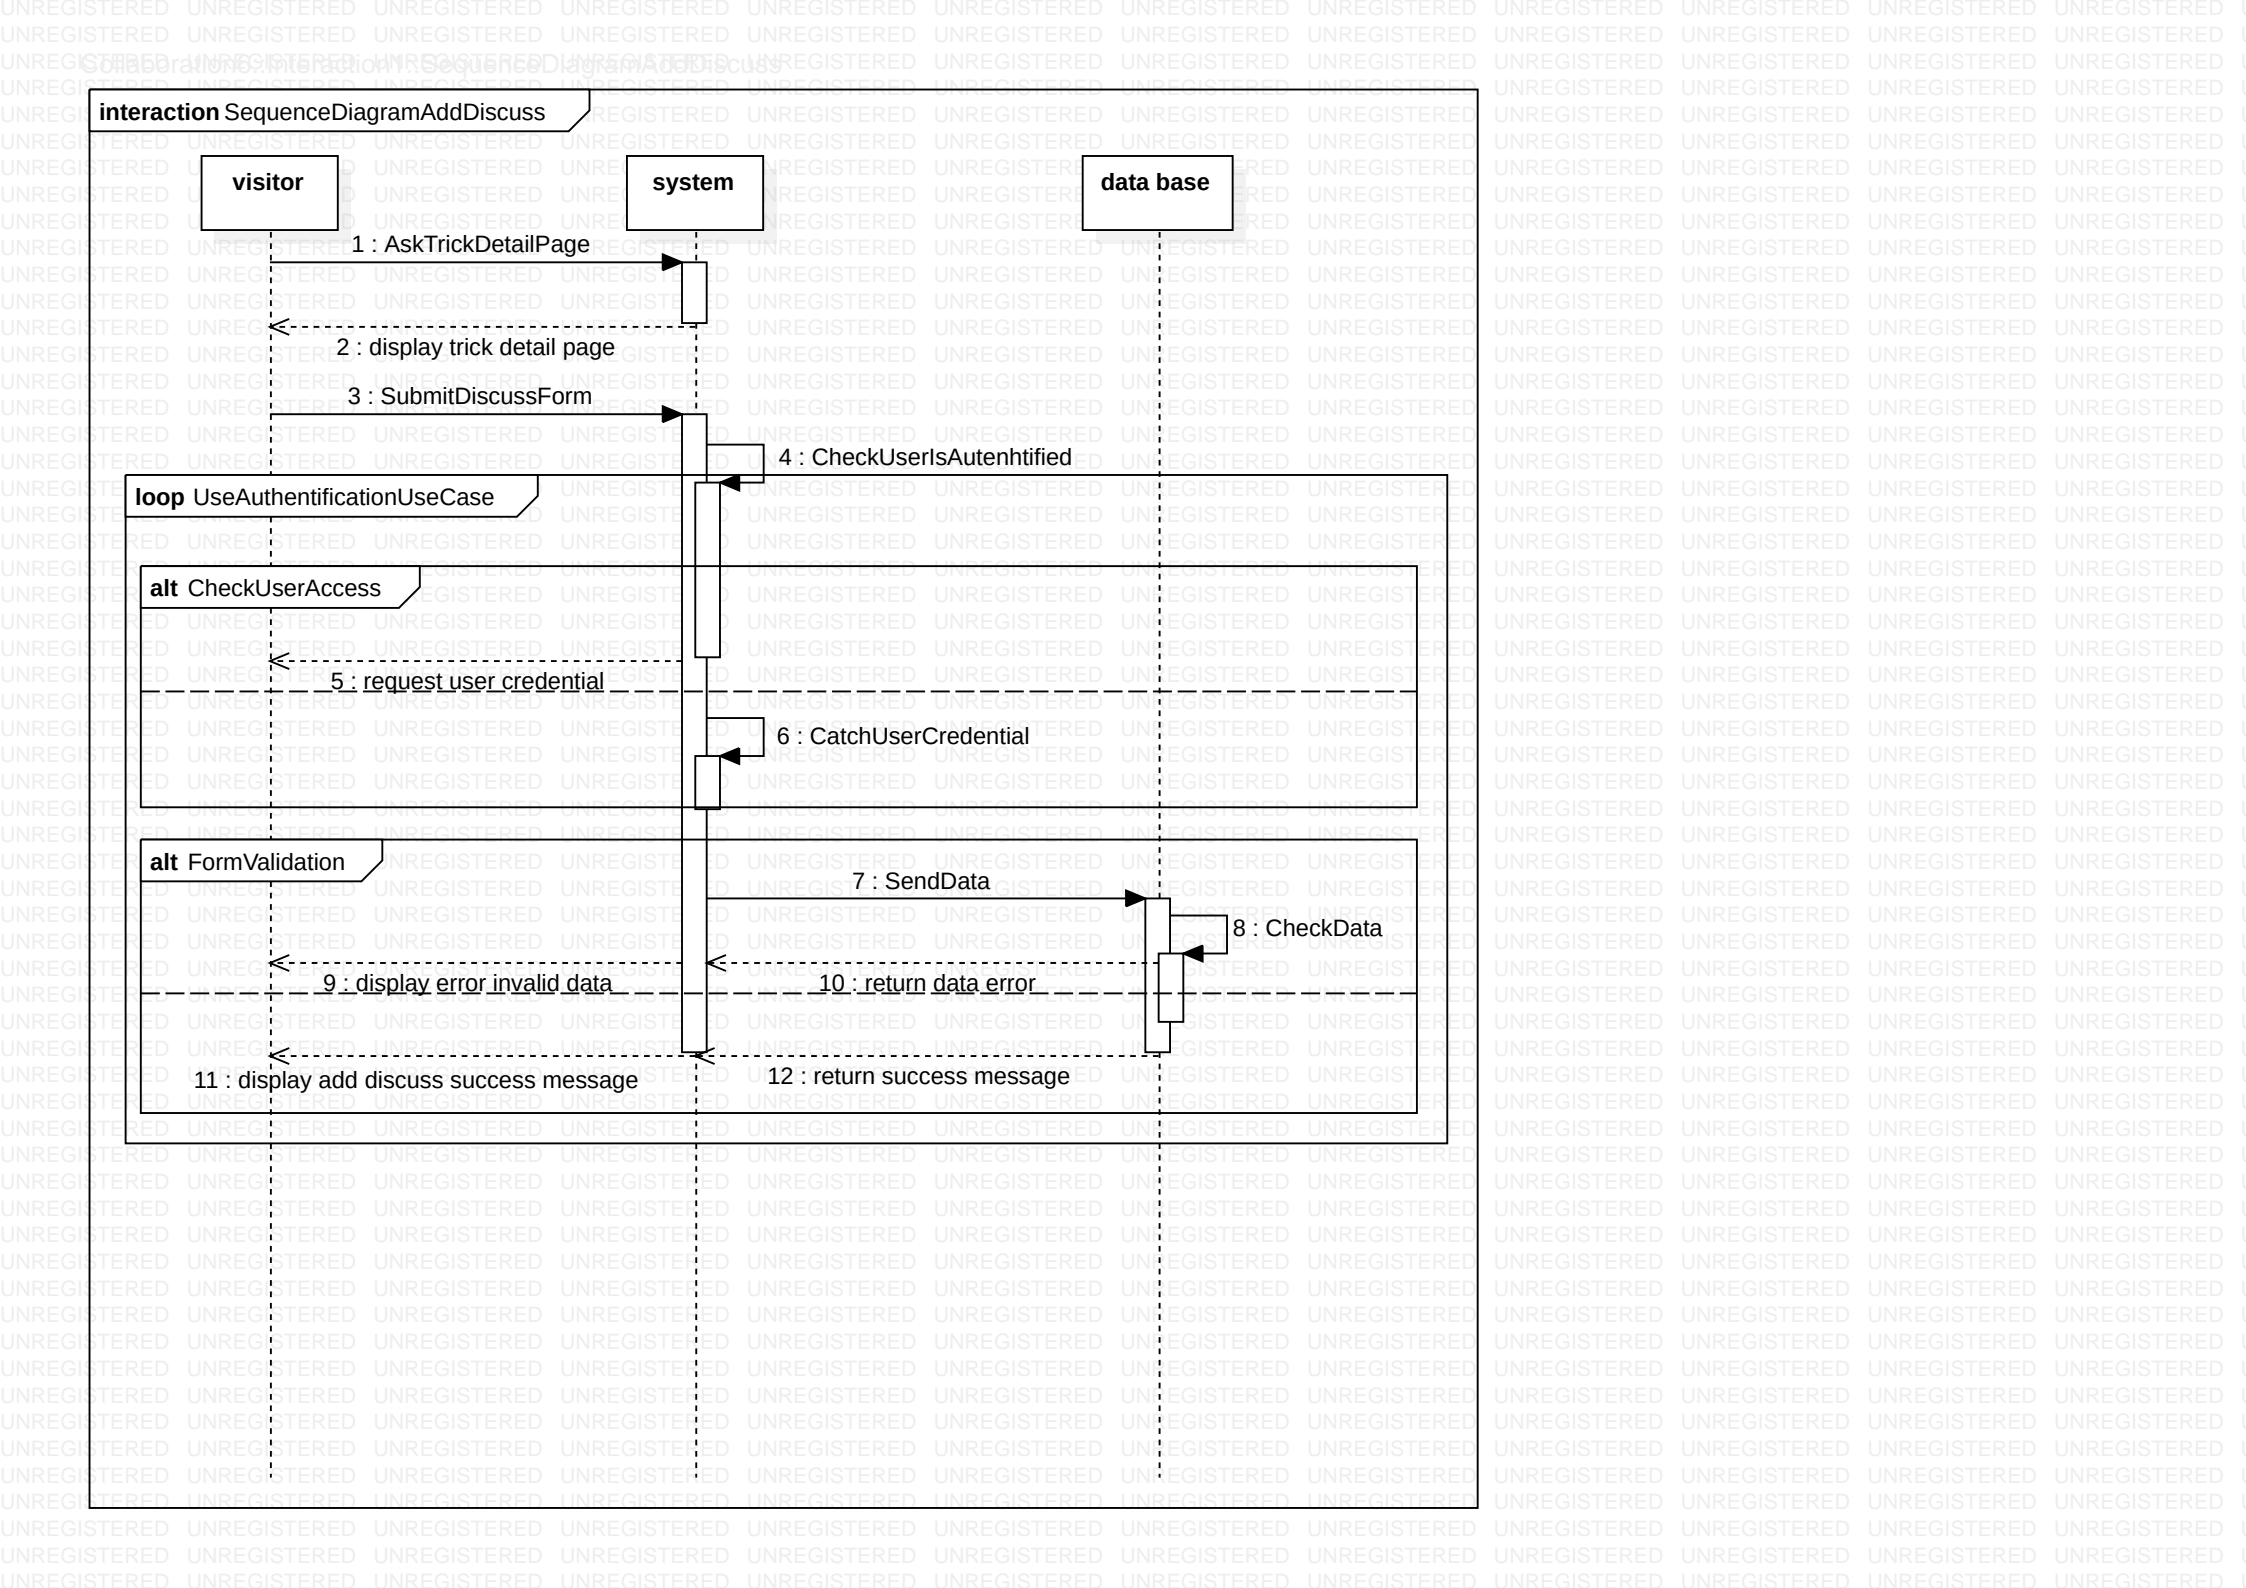 Collaboration6::Interaction1::SequenceDiagramAddDiscuss
interaction SequenceDiagramAddDiscuss
visitor
system
data base
1 : AskTrickDetailPage
2 : display trick detail page
3 : SubmitDiscussForm
4 : CheckUserIsAutenhtified
loop UseAuthentificationUseCase
alt CheckUserAccess
5 : request user credential
6 : CatchUserCredential
alt FormValidation
7 : SendData
8 : CheckData
9 : display error invalid data
10 : return data error
11 : display add discuss success message
12 : return success message
UNREGISTERED